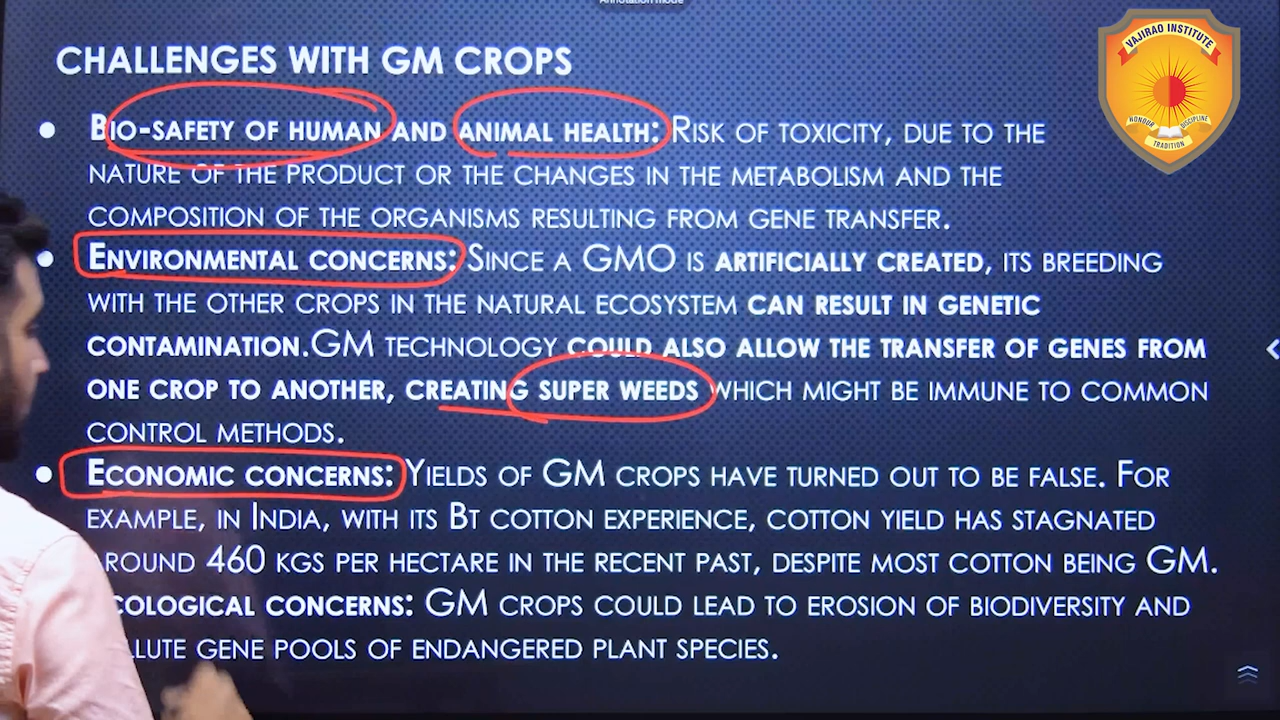 Annotation mode
CHALLENGES WITH GM CROPS
VAJIRAO INSTITUTE
HONOUR
DISCIPLINE
TRADITION
• BIO-SAFETY OF HUMAN AND ANIMAL HEALTH: RISK OF TOXICITY, DUE TO THE
NATURE OF THE PRODUCT OR THE CHANGES IN THE METABOLISM AND THE
COMPOSITION OF THE ORGANISMS RESULTING FROM GENE TRANSFER.
• ENVIRONMENTAL CONCERNS: SINCE A GMO IS ARTIFICIALLY CREATED, ITS BREEDING
WITH THE OTHER CROPS IN THE NATURAL ECOSYSTEM CAN RESULT IN GENETIC
CONTAMINATION.GM TECHNOLOGY COULD ALSO ALLOW THE TRANSFER OF GENES FROM
ONE CROP TO ANOTHER, CREATING SUPER WEEDS WHICH MIGHT BE IMMUNE TO COMMON
CONTROL METHODS.
• ECONOMIC CONCERNS: YIELDS OF GM CROPS HAVE TURNED OUT TO BE FALSE. FOR
EXAMPLE, IN INDIA, WITH ITS BT COTTON EXPERIENCE, COTTON YIELD HAS STAGNATED
ROUND 460 KGS PER HECTARE IN THE RECENT PAST, DESPITE MOST COTTON BEING GM.
COLOGICAL CONCERNS: GM CROPS COULD LEAD TO EROSION OF BIODIVERSITY AND
LLUTE GENE POOLS OF ENDANGERED PLANT SPECIES.